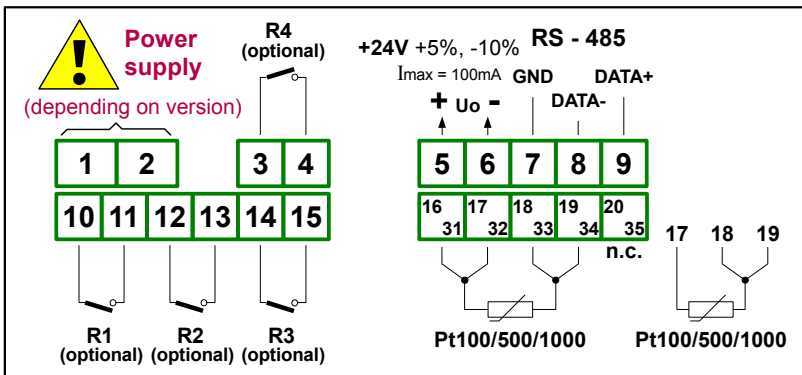 Power
supply
(depending on version)
R4
(optional)
+24V +5%, -10%
Imax = 100mA
+ Uo -
RS - 485
GND
DATA-
DATA+
1 2 3 4
10 11 12 13 14 15
R1
(optional)
R2
(optional)
R3
(optional)
5 6 7 8 9
16 17 18 19 20
31 32 33 34 35
n.c.
Pt100/500/1000
17 18 19
Pt100/500/1000